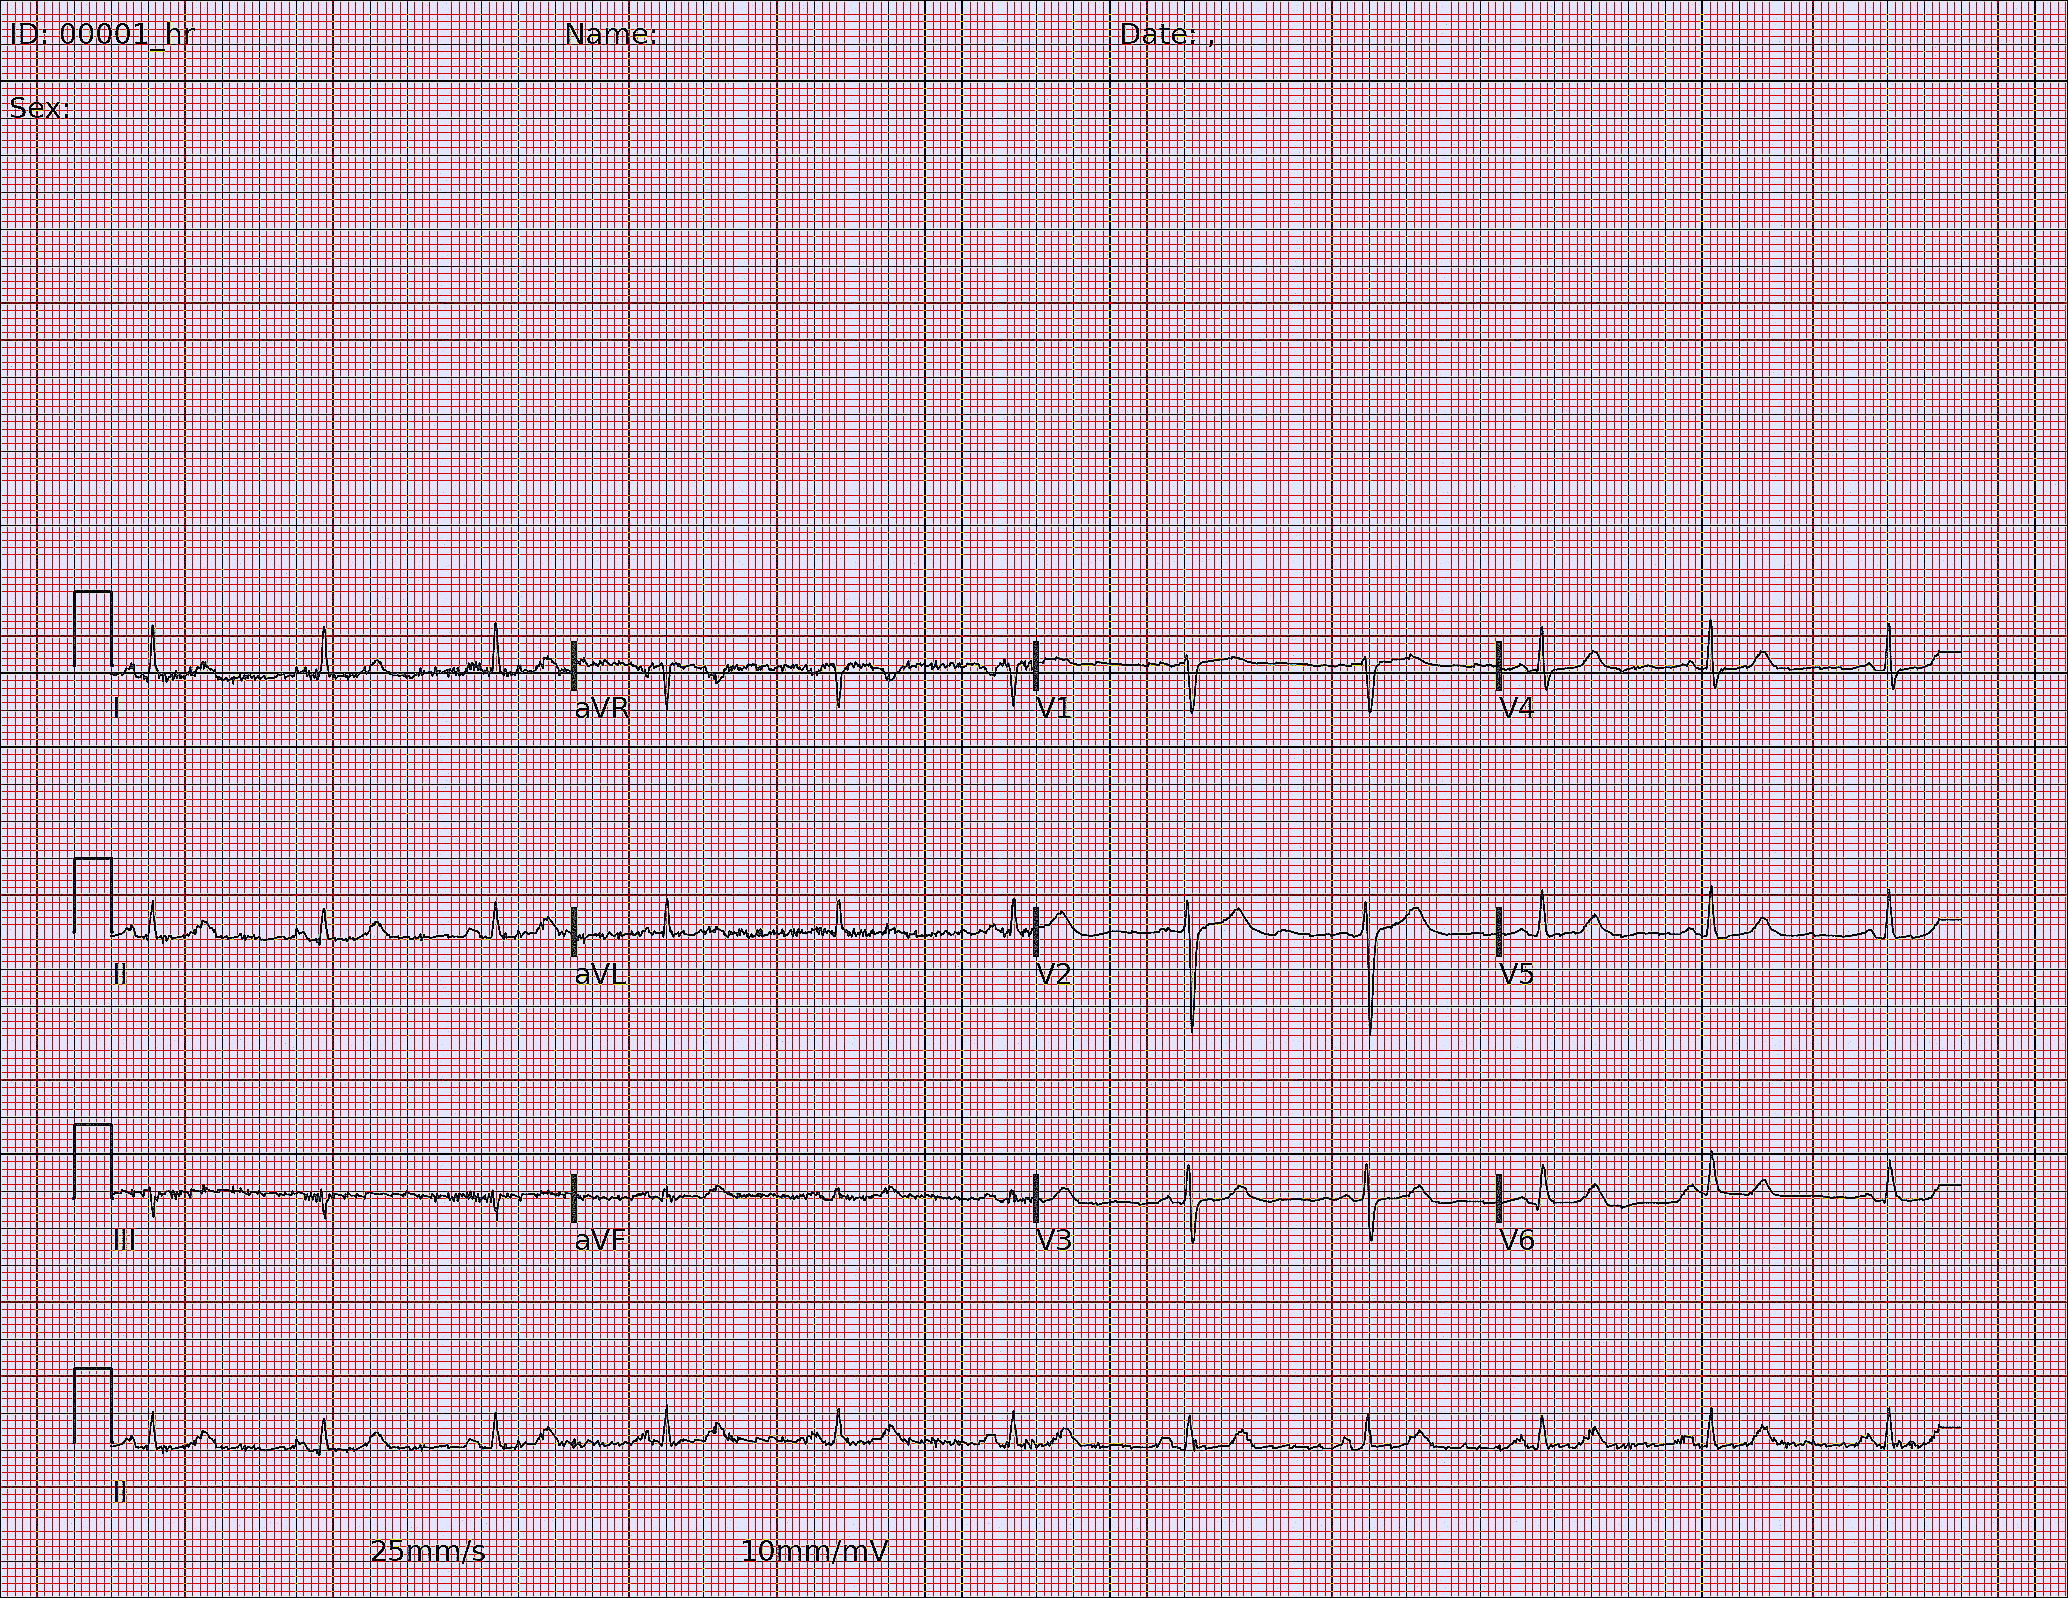 ID: 00001_hr Name: Date: ,
Sex:
I aVR V1 V4
II aVL V2 V5
III aVF V3 V6
II
25mm/s 10mm/mV